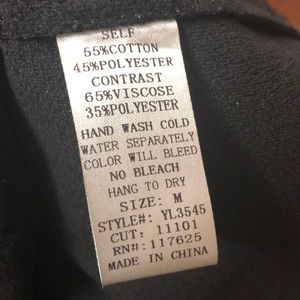 SELF
55%COTTON
45%POLYESTER
CONTRAST
65%VISCOSE
35%POLYESTER
HAND WASH COLD
WATER SEPARATELY
COLOR WILL BLEED
NO BLEACH
HANG TO DRY
SIZE: M
STYLE#: YL3545
CUT: 11101
RN#: 117625
MADE IN CHINA